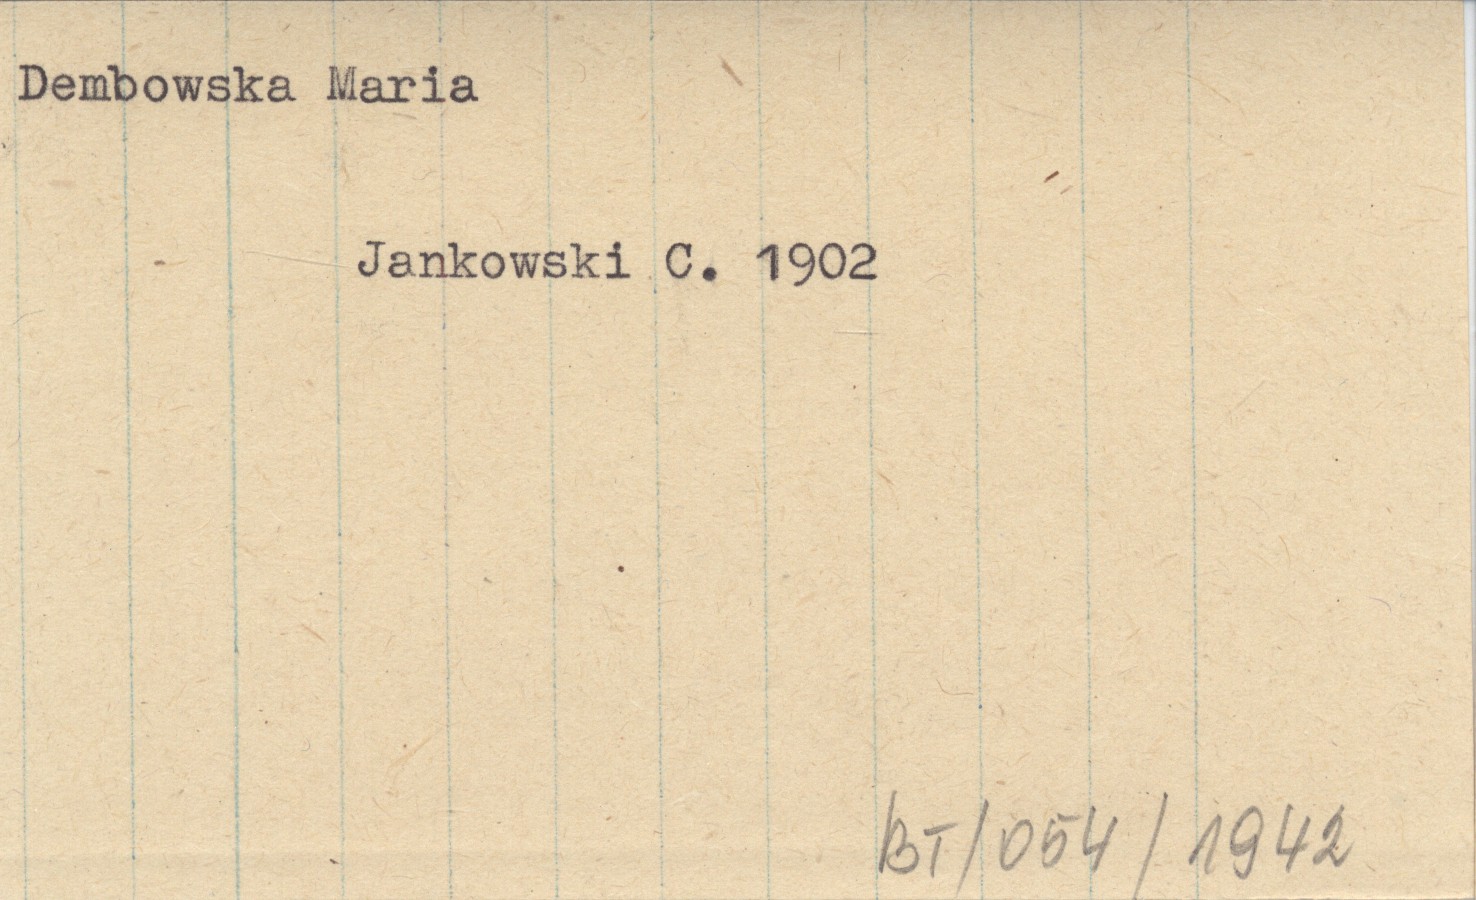 Dembowska Maria
Jankowski C. 1902
BT/054/1942